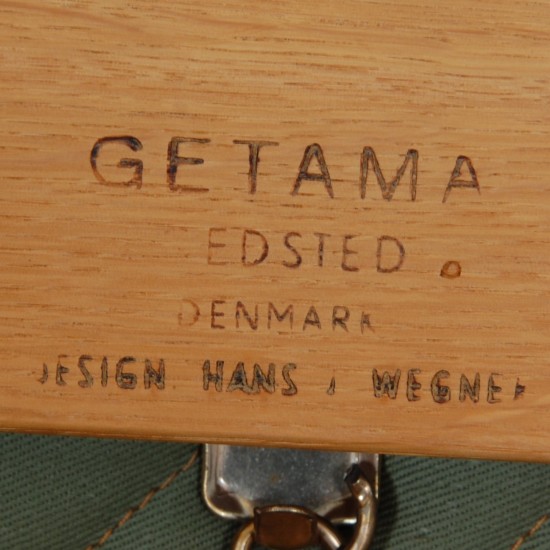 GETAMA
EDSTED.
DENMARK
DESIGN HANS J WEGNER